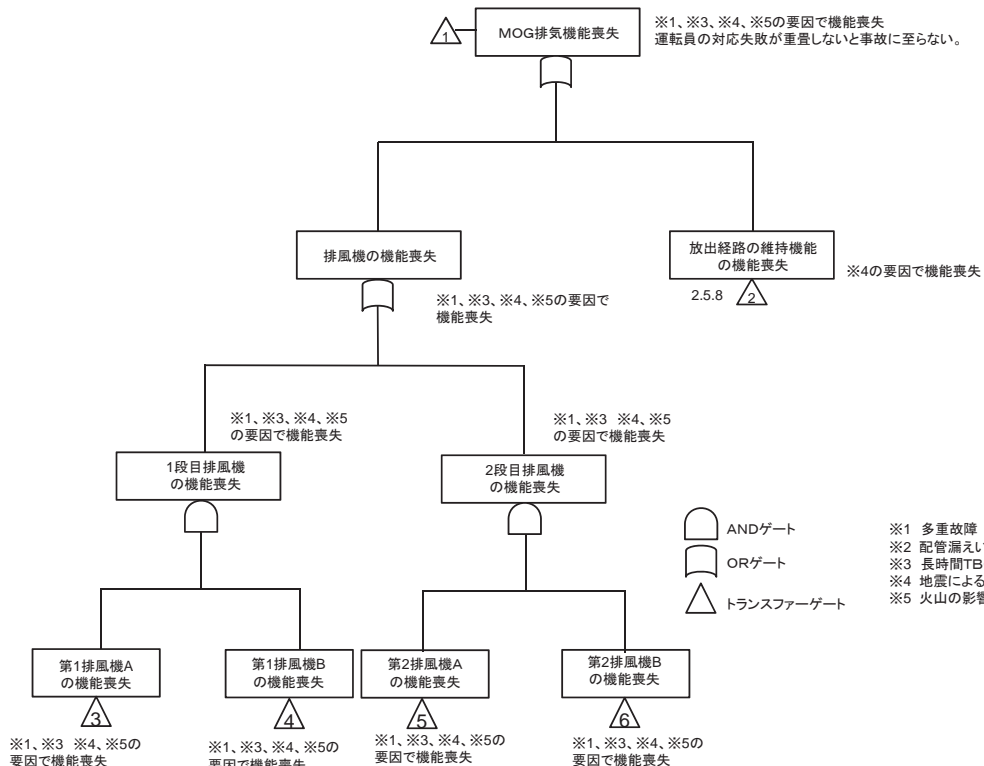 MOG排気機能喪失
1
※1、※3、※4、※5の要因で機能喪失
運転員の対応失敗が重畳しないと事故に至らない。
排風機の機能喪失
※1、※3、※4、※5の要因で
機能喪失
放出経路の維持機能
の機能喪失
2.5.8
2
※4の要因で機能喪失
※1、※3、※4、※5
の要因で機能喪失
1段目排風機
の機能喪失
※1、※3 ※4、※5
の要因で機能喪失
2段目排風機
の機能喪失
ANDゲート
ORゲート
トランスファーゲート
※1 多重故障
※2 配管漏えい
※3 長時間TB
※4 地震による
※5 火山の影響
第1排風機A
の機能喪失
3
※1、※3 ※4、※5の
要因で機能喪失
第1排風機B
の機能喪失
4
※1、※3、※4、※5の
要因で機能喪失
第2排風機A
の機能喪失
5
※1、※3、※4、※5の
要因で機能喪失
第2排風機B
の機能喪失
6
※1、※3、※4、※5の
要因で機能喪失